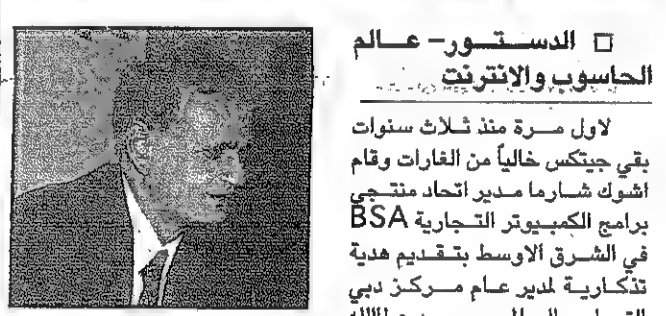 □ الدستور - عالم
الحاسوب والانترنت
لاول مرة منذ ثلاث سنوات
بقي جيتكس خالياً من الغارات وقام
اشوك شارما مدير اتحاد منتجي
برامج الكمبيوتر التجارية BSA
في الشرق الاوسط بتقديم هدية
تذكارية لمدير عام مركز دبي